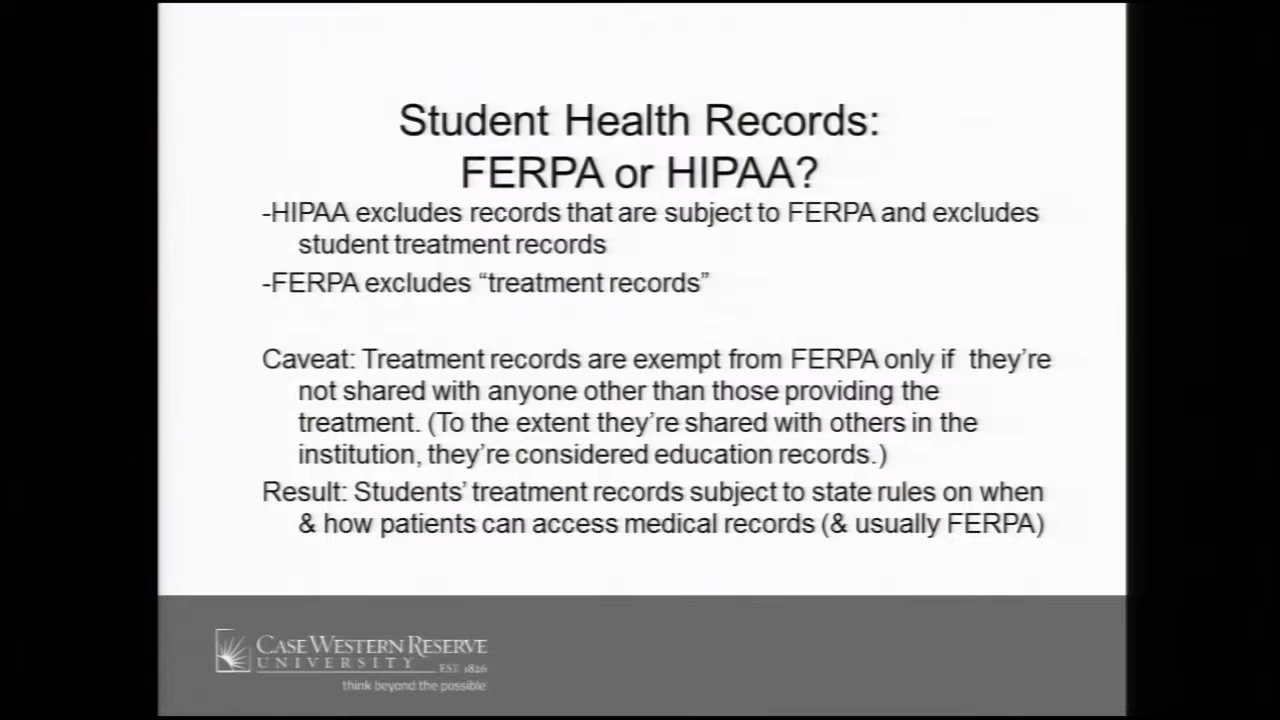 Student Health Records:
FERPA or HIPAA?
-HIPAA excludes records that are subject to FERPA and excludes
student treatment records
-FERPA excludes “treatment records”
Caveat: Treatment records are exempt from FERPA only if they’re
not shared with anyone other than those providing the
treatment. (To the extent they’re shared with others in the
institution, they’re considered education records.)
Result: Students’ treatment records subject to state rules on when
& how patients can access medical records (& usually FERPA)
CASE WESTERN RESERVE
UNIVERSITY EST. 1826
think beyond the possible